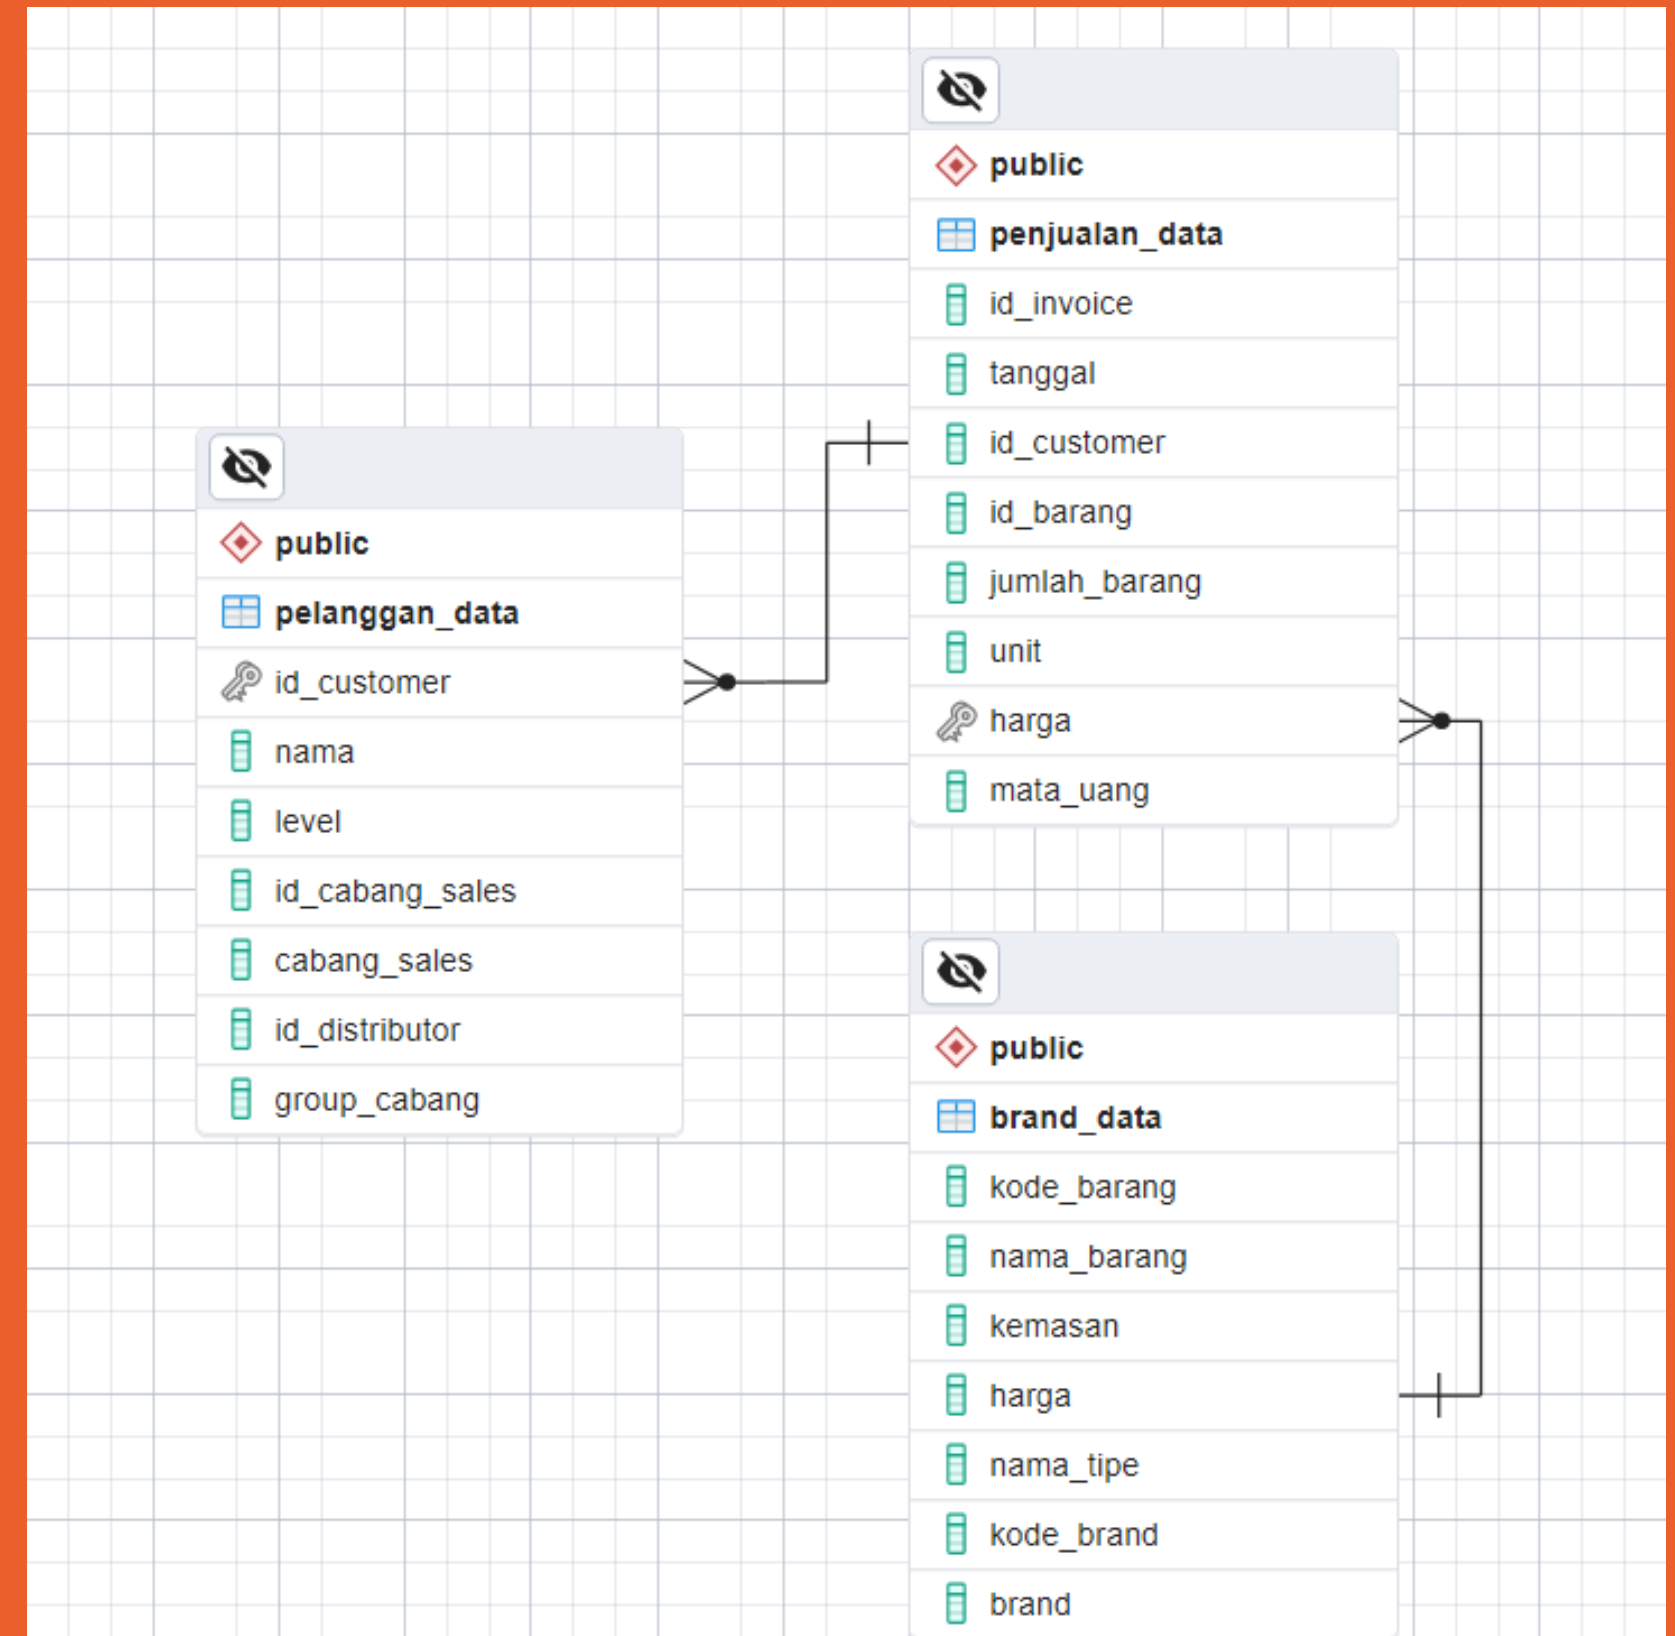 public
penjualan_data
id_invoice
tanggal
id_customer
id_barang
jumlah_barang
unit
harga
mata_uang
public
pelanggan_data
id_customer
nama
level
id_cabang_sales
cabang_sales
id_distributor
group_cabang
public
brand_data
kode_barang
nama_barang
kemasan
harga
nama_tipe
kode_brand
brand